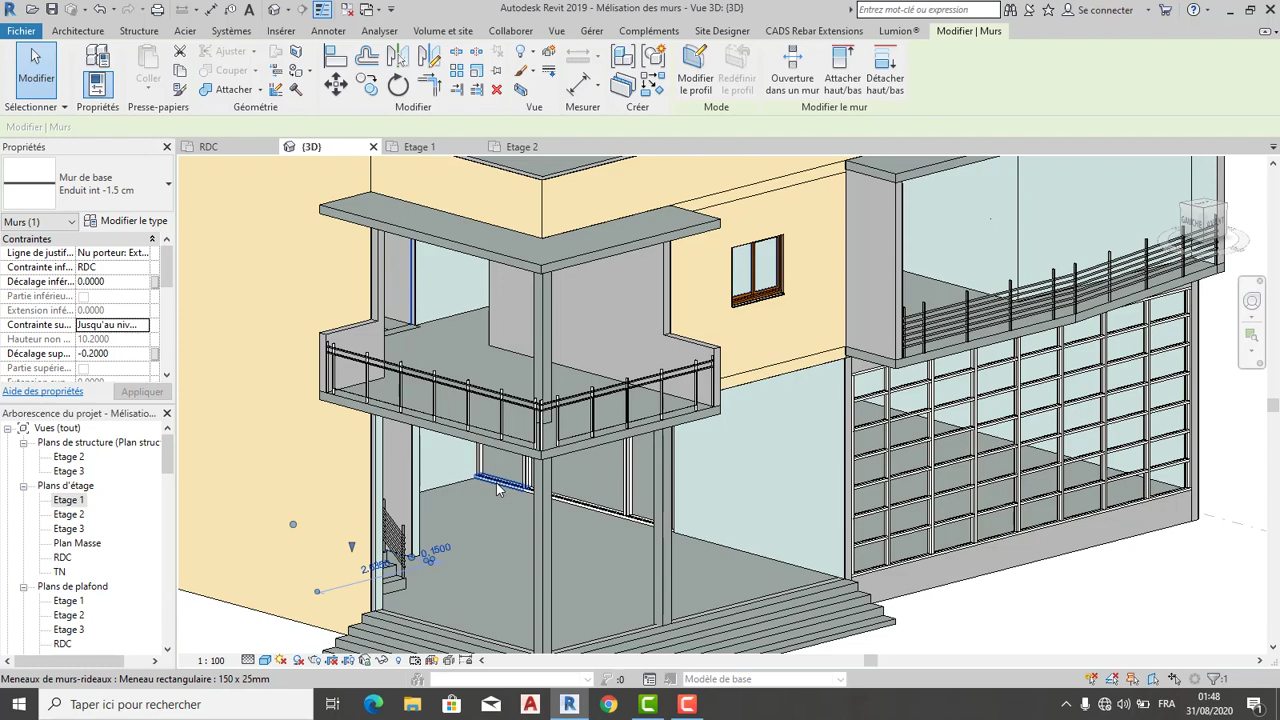 Autodesk Revit 2019 - Mélisation des murs - Vue 3D: {3D}
Entrez mot-clé ou expression
Se connecter
Fichier Architecture Structure Acier Systèmes Insérer Annoter Analyser Volume et site Collaborer Vue Gérer Compléments Site Designer CADS Rebar Extensions Lumion® Modifier | Murs
Modifier
Coller
Ajuster
Couper
Attacher
Modifier le profil
Redéfinir le profil
Ouverture dans un mur
Attacher haut/bas
Détacher haut/bas
Sélectionner Propriétés Presse-papiers Géométrie Modifier Vue Mesurer Créer Mode Modifier le mur
Modifier | Murs
Propriétés
RDC {3D} Etage 1 Etage 2
Mur de base
Enduit int -1.5 cm
Murs (1) Modifier le type
Contraintes
Ligne de justif... Nu porteur: Ext...
Contrainte inf... RDC
Décalage infér... 0.0000
Partie inférieu...
Extension infér... 0.0000
Contrainte su... Jusqu'au niv...
Hauteur non ... 10.2000
Décalage sup... -0.2000
Partie supérie...
Aide des propriétés Appliquer
Arborescence du projet - Mélisatio...
Vues (tout)
Plans de structure (Plan struc
Etage 2
Etage 3
Plans d'étage
Etage 1
Etage 2
Etage 3
Plan Masse
RDC
TN
Plans de plafond
Etage 1
Etage 2
Etage 3
RDC
0.1500
GAUCHE
AVANT
1 : 100
Meneaux de murs-rideaux : Meneau rectangulaire : 150 x 25mm
:0
Modèle de base
:1
Taper ici pour rechercher
FRA
01:48
31/08/2020